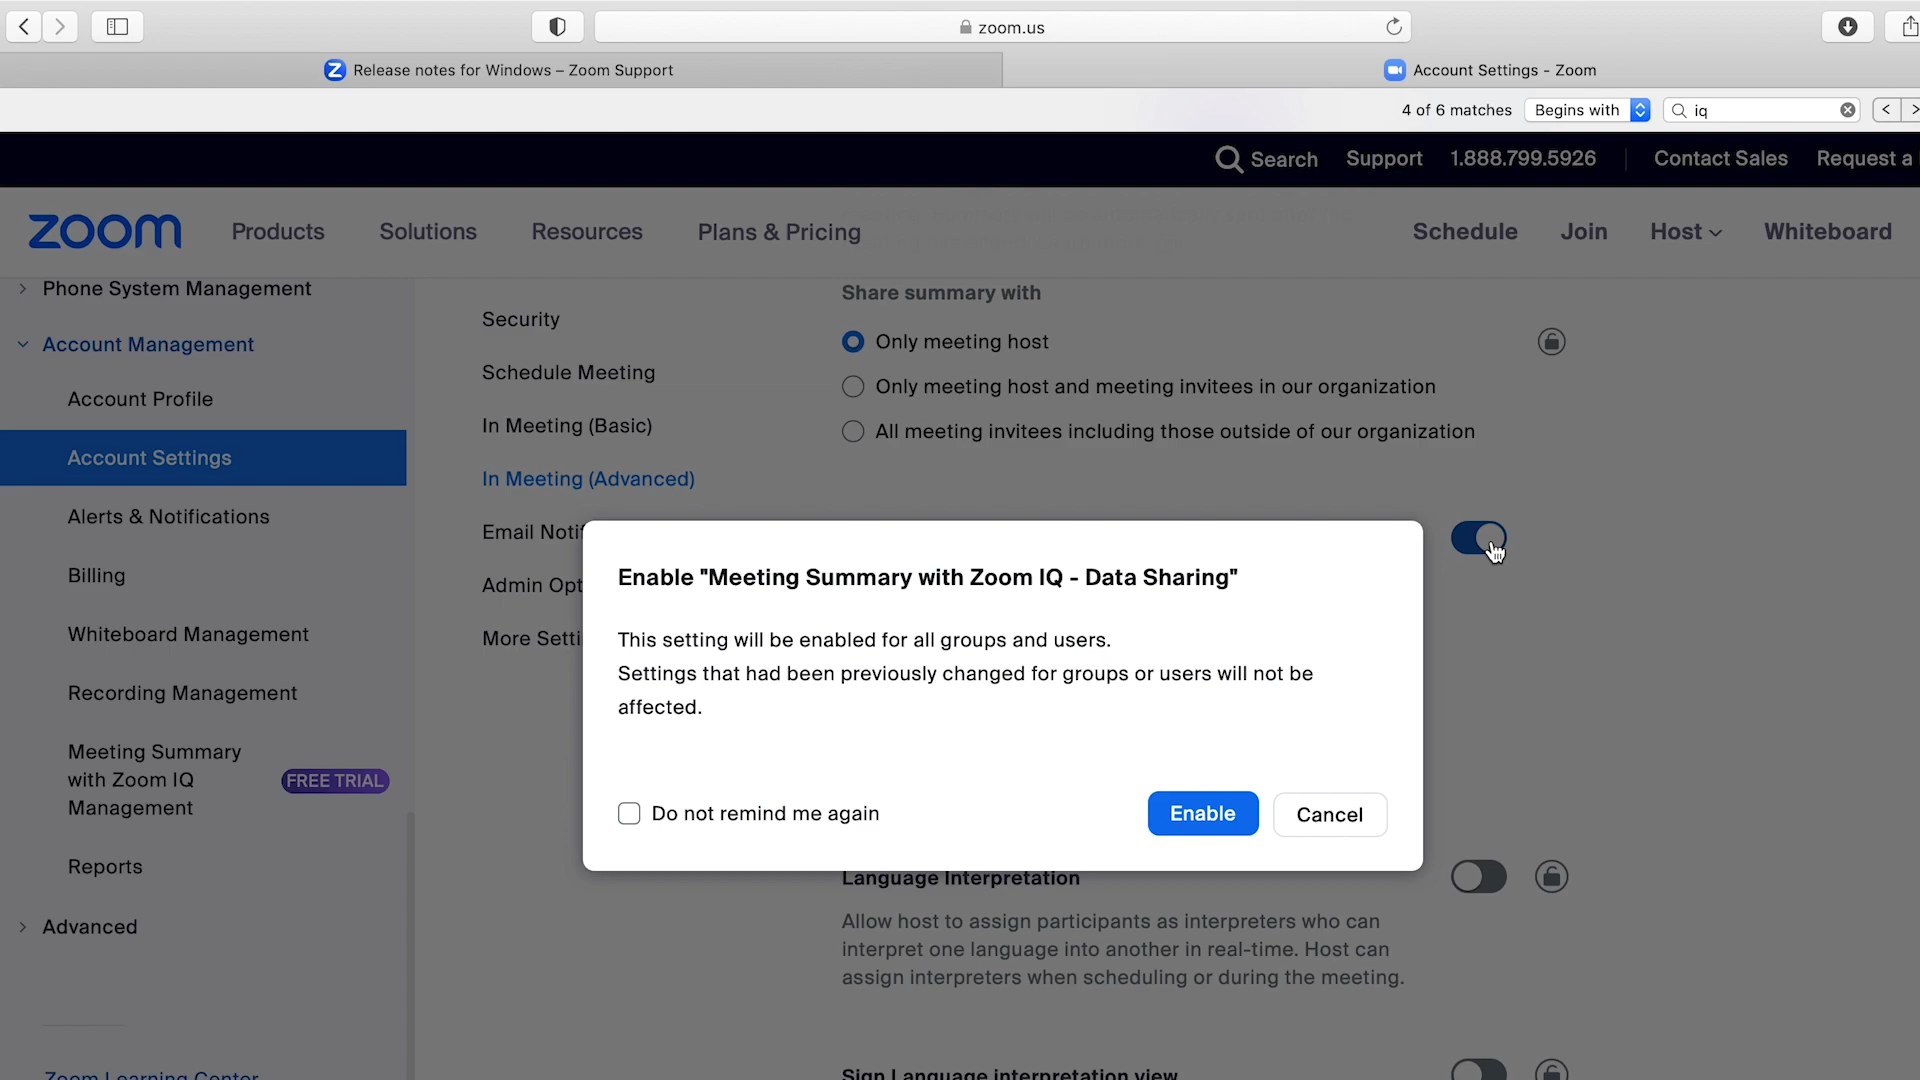 zoom.us
Release notes for Windows – Zoom Support
Account Settings - Zoom
4 of 6 matches
Begins with
iq
Search
Support
1.888.799.5926
Contact Sales
Request a
zoom
Products
Solutions
Resources
Plans & Pricing
Schedule
Join
Host
Whiteboard
Phone System Management
Account Management
Account Profile
Account Settings
Alerts & Notifications
Billing
Whiteboard Management
Recording Management
Meeting Summary
with Zoom IQ
Management
FREE TRIAL
Reports
Advanced
Zoom Learning Center
Security
Schedule Meeting
In Meeting (Basic)
In Meeting (Advanced)
Email Notif
Admin Opt
More Setti
Share summary with
Only meeting host
Only meeting host and meeting invitees in our organization
All meeting invitees including those outside of our organization
Enable "Meeting Summary with Zoom IQ - Data Sharing"
This setting will be enabled for all groups and users.
Settings that had been previously changed for groups or users will not be
affected.
Do not remind me again
Enable
Cancel
Language Interpretation
Allow host to assign participants as interpreters who can
interpret one language into another in real-time. Host can
assign interpreters when scheduling or during the meeting.
Sign Language interpretation view